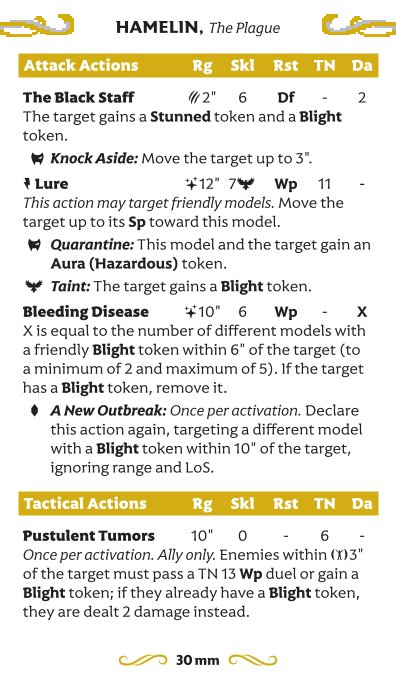 HAMELIN, The Plague
Attack Actions Rg Skl Rst TN Da
The Black Staff 2" 6 Df - 2
The target gains a Stunned token and a Blight
token.
Knock Aside: Move the target up to 3".
Lure 12" 7 Wp 11 -
This action may target friendly models. Move the
target up to its Sp toward this model.
Quarantine: This model and the target gain an
Aura (Hazardous) token.
Taint: The target gains a Blight token.
Bleeding Disease 10" 6 Wp - X
X is equal to the number of different models with
a friendly Blight token within 6" of the target (to
a minimum of 2 and maximum of 5). If the target
has a Blight token, remove it.
A New Outbreak: Once per activation. Declare
this action again, targeting a different model
with a Blight token within 10" of the target,
ignoring range and LoS.
Tactical Actions Rg Skl Rst TN Da
Pustulent Tumors 10" 0 - 6 -
Once per activation. Ally only. Enemies within 3"
of the target must pass a TN 13 Wp duel or gain a
Blight token; if they already have a Blight token,
they are dealt 2 damage instead.
30 mm